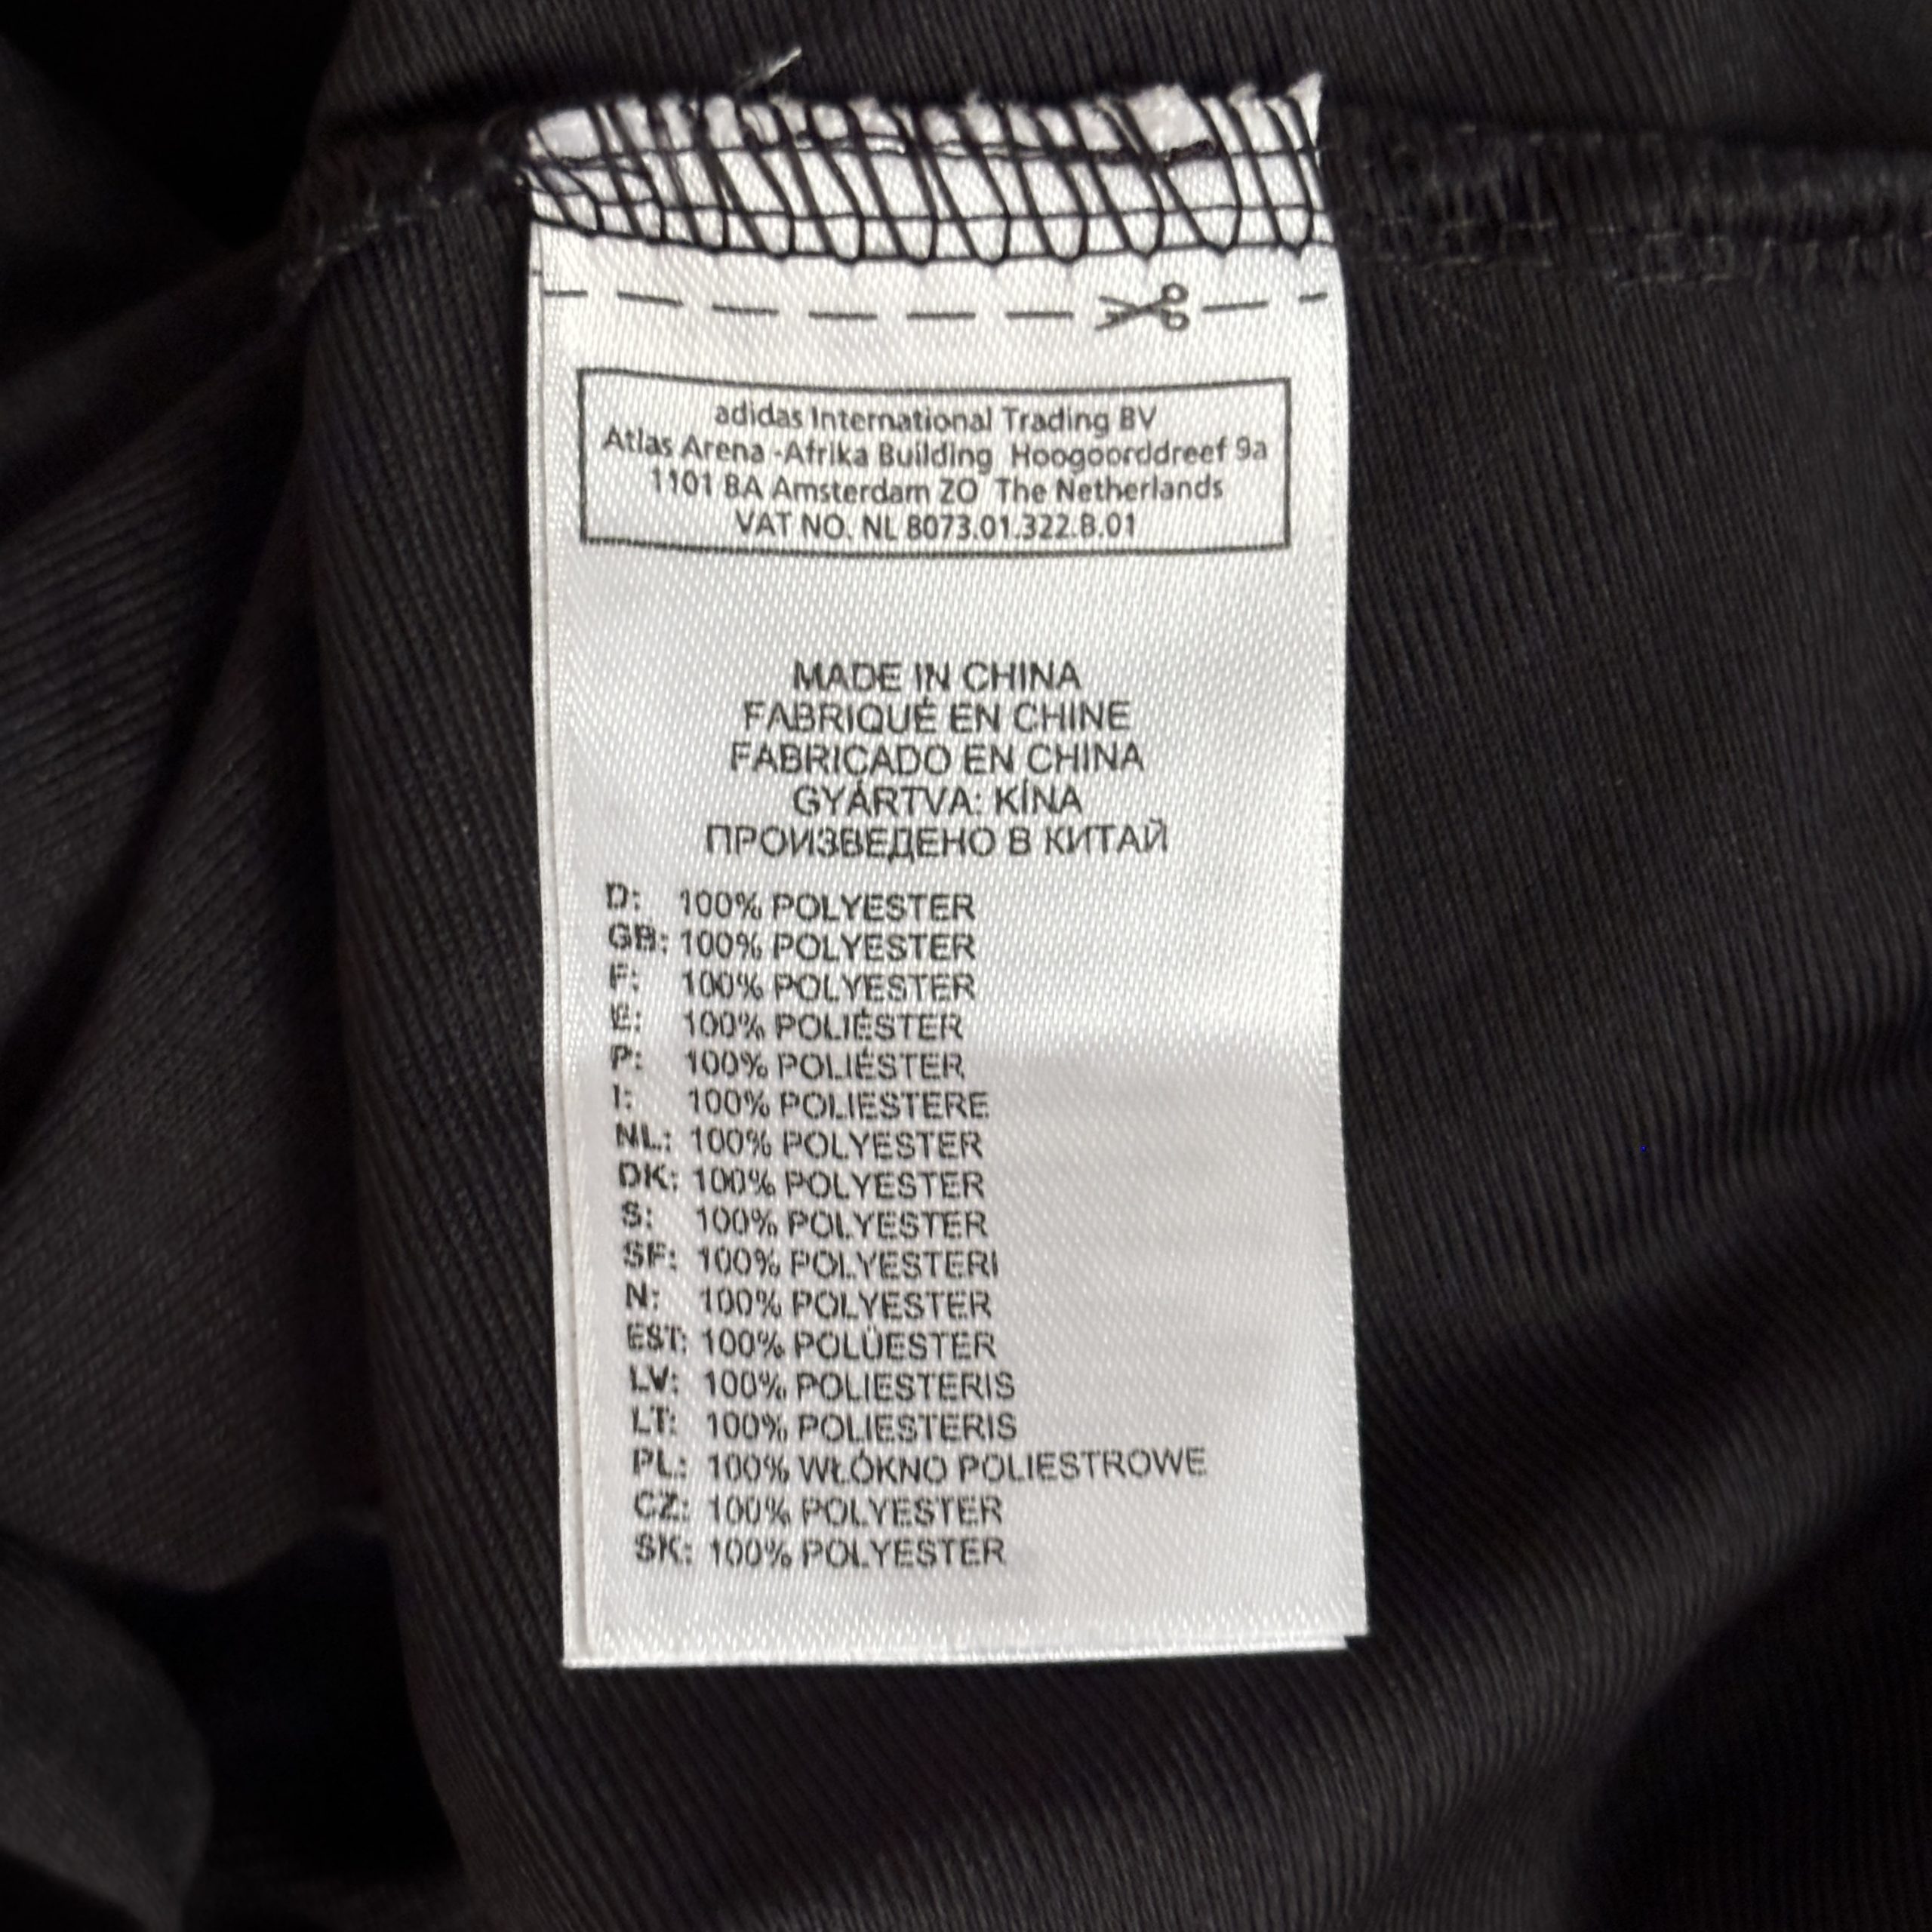 adidas International Trading BV
Atlas Arena -Afrika Building Hoogoorddreef 9a
1101 BA Amsterdam ZO The Netherlands
VAT NO. NL 8073.01.322.B.01
MADE IN CHINA
FABRIQUÉ EN CHINE
FABRICADO EN CHINA
GYÁRTVA: KÍNA
ПРОИЗВЕДЕНО В КИТАЙ
D: 100% POLYESTER
GB: 100% POLYESTER
F: 100% POLYESTER
E: 100% POLIÉSTER
P: 100% POLIÉSTER
I: 100% POLIESTERE
NL: 100% POLYESTER
DK: 100% POLYESTER
S: 100% POLYESTER
SF: 100% POLYESTERI
N: 100% POLYESTER
EST: 100% POLÜESTER
LV: 100% POLIESTERIS
LT: 100% POLIESTERIS
PL: 100% WŁÓKNO POLIESTROWE
CZ: 100% POLYESTER
SK: 100% POLYESTER